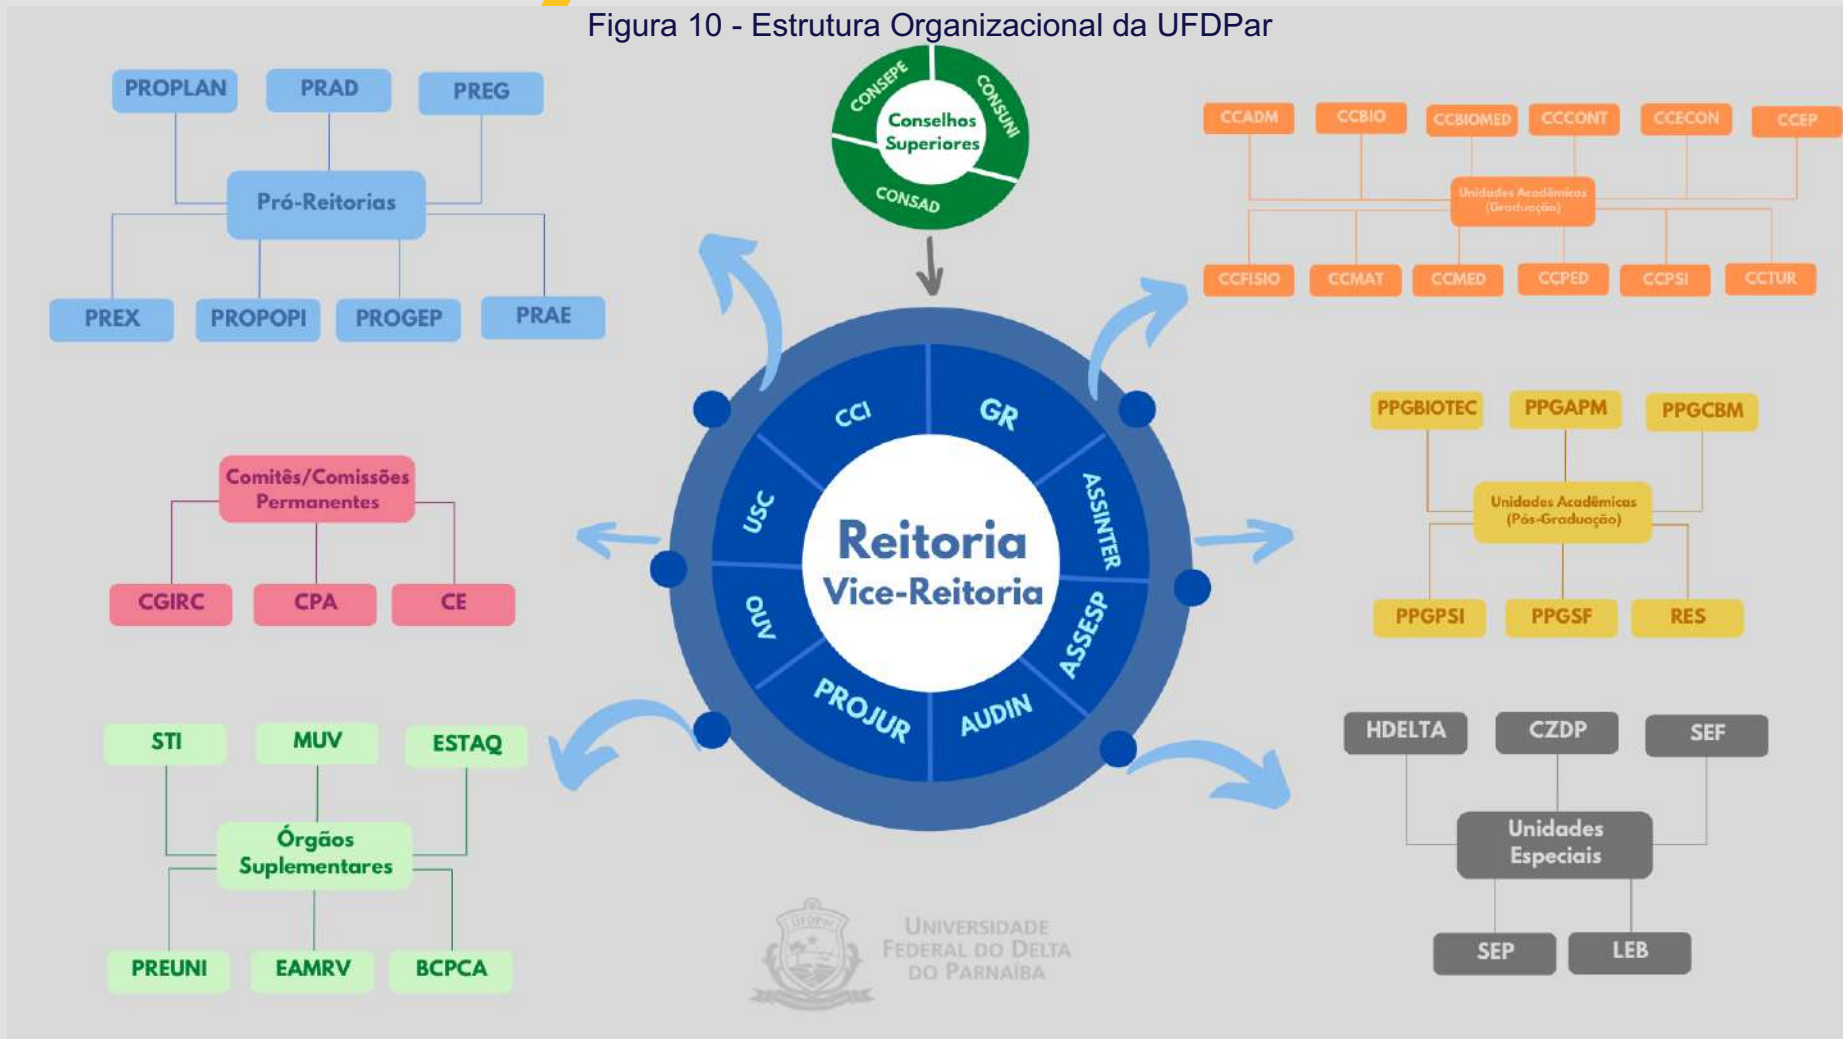 Figura 10 - Estrutura Organizacional da UFDPar
PROPLAN
PRAD
PREG
Pró-Reitorias
PREX
PROPOPI
PROGEP
PRAE
CONSEPE
CONSUNI
Conselhos
Superiores
CONSAD
CCADM
CCBIO
CCBIOMED
CCCONT
CCECON
CCEP
Unidades Acadêmicas
(Graduação)
CCFISIO
CCMAT
CCMED
CCPED
CCPSI
CCTUR
Comitês/Comissões
Permanentes
CGIRC
CPA
CE
CCI
GR
USC
ASSINTER
Reitoria
Vice-Reitoria
OUV
ASSESP
PROJUR
AUDIN
PPGBIOTEC
PPGAPM
PPGCBM
Unidades Acadêmicas
(Pós-Graduação)
PPGPSI
PPGSF
RES
STI
MUV
ESTAQ
Órgãos
Suplementares
PREUNI
EAMRV
BCPCA
HDELTA
CZDP
SEF
Unidades
Especiais
SEP
LEB
UFDPar
UNIVERSIDADE
FEDERAL DO DELTA
DO PARNAÍBA